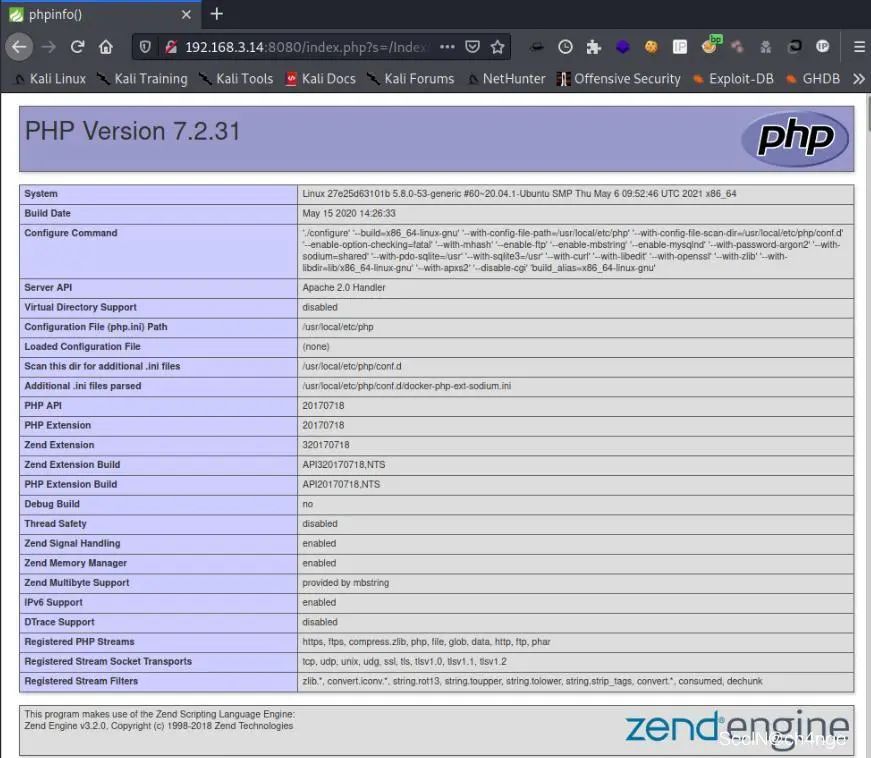 phpinfo()
192.168.3.14:8080/index.php?s=/Index
Kali Linux Kali Training Kali Tools Kali Docs Kali Forums NetHunter Offensive Security Exploit-DB GHDB
PHP Version 7.2.31
php
System Linux 27e25d63101b 5.8.0-53-generic #60~20.04.1-Ubuntu SMP Thu May 6 09:52:46 UTC 2021 x86_64
Build Date May 15 2020 14:26:33
Configure Command './configure' '--build=x86_64-linux-gnu' '--with-config-file-path=/usr/local/etc/php' '--with-config-file-scan-dir=/usr/local/etc/php/conf.d'
'--enable-option-checking=fatal' '--with-mhash' '--enable-ftp' '--enable-mbstring' '--enable-mysqlnd' '--with-password-argon2' '--with-
sodium=shared' '--with-pdo-sqlite=/usr' '--with-sqlite3=/usr' '--with-curl' '--with-libedit' '--with-openssl' '--with-zlib' '--with-
libdir=lib/x86_64-linux-gnu' '--with-apxs2' '--disable-cgi' 'build_alias=x86_64-linux-gnu'
Server API Apache 2.0 Handler
Virtual Directory Support disabled
Configuration File (php.ini) Path /usr/local/etc/php
Loaded Configuration File (none)
Scan this dir for additional .ini files /usr/local/etc/php/conf.d
Additional .ini files parsed /usr/local/etc/php/conf.d/docker-php-ext-sodium.ini
PHP API 20170718
PHP Extension 20170718
Zend Extension 320170718
Zend Extension Build API320170718,NTS
PHP Extension Build API20170718,NTS
Debug Build no
Thread Safety disabled
Zend Signal Handling enabled
Zend Memory Manager enabled
Zend Multibyte Support provided by mbstring
IPv6 Support enabled
DTrace Support disabled
Registered PHP Streams https, ftps, compress.zlib, php, file, glob, data, http, ftp, phar
Registered Stream Socket Transports tcp, udp, unix, udg, ssl, tls, tlsv1.0, tlsv1.1, tlsv1.2
Registered Stream Filters zlib.*, convert.iconv.*, string.rot13, string.toupper, string.tolower, string.strip_tags, convert.*, consumed, dechunk
This program makes use of the Zend Scripting Language Engine:
Zend Engine v3.2.0, Copyright (c) 1998-2018 Zend Technologies
zend engine
SecIN@ch4nge